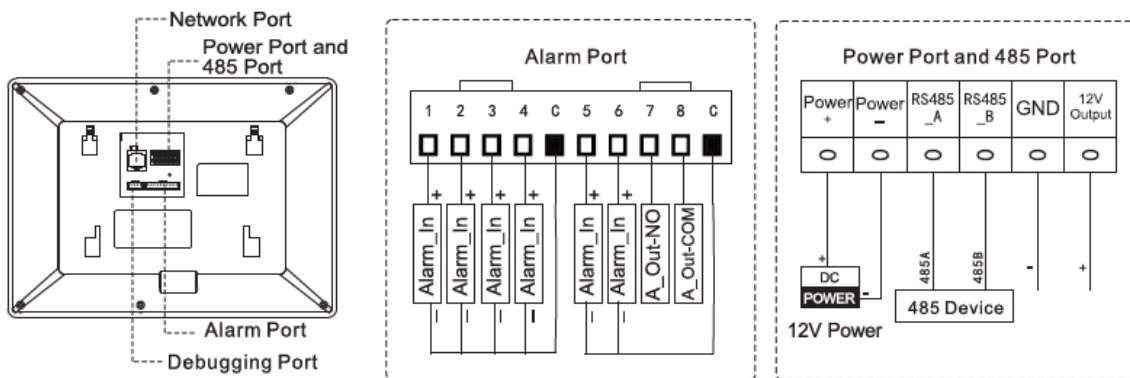 Network Port
Power Port and
485 Port
Alarm Port
Debugging Port
Alarm Port
1 2 3 4 C 5 6 7 8 C
+ + + + + +
Alarm_In Alarm_In Alarm_In Alarm_In Alarm_In Alarm_In A_Out-NO A_Out-COM
− − − − − −
Power Port and 485 Port
Power
+
Power
−
RS485
_A
RS485
_B
GND
12V
Output
+
DC
POWER
-
12V Power
485A
485B
485 Device
-
+